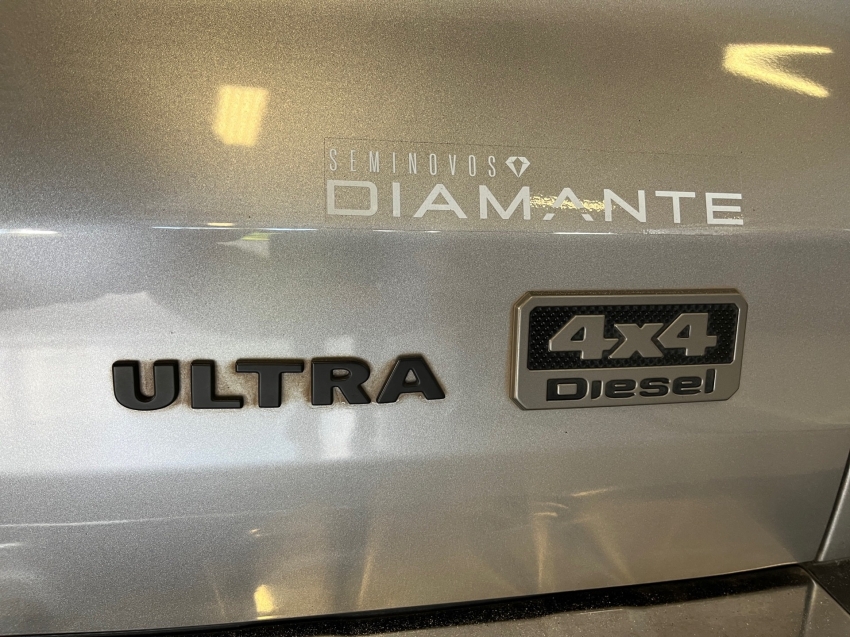 SEMINOVOS
DIAMANTE
ULTRA
4x4
Diesel